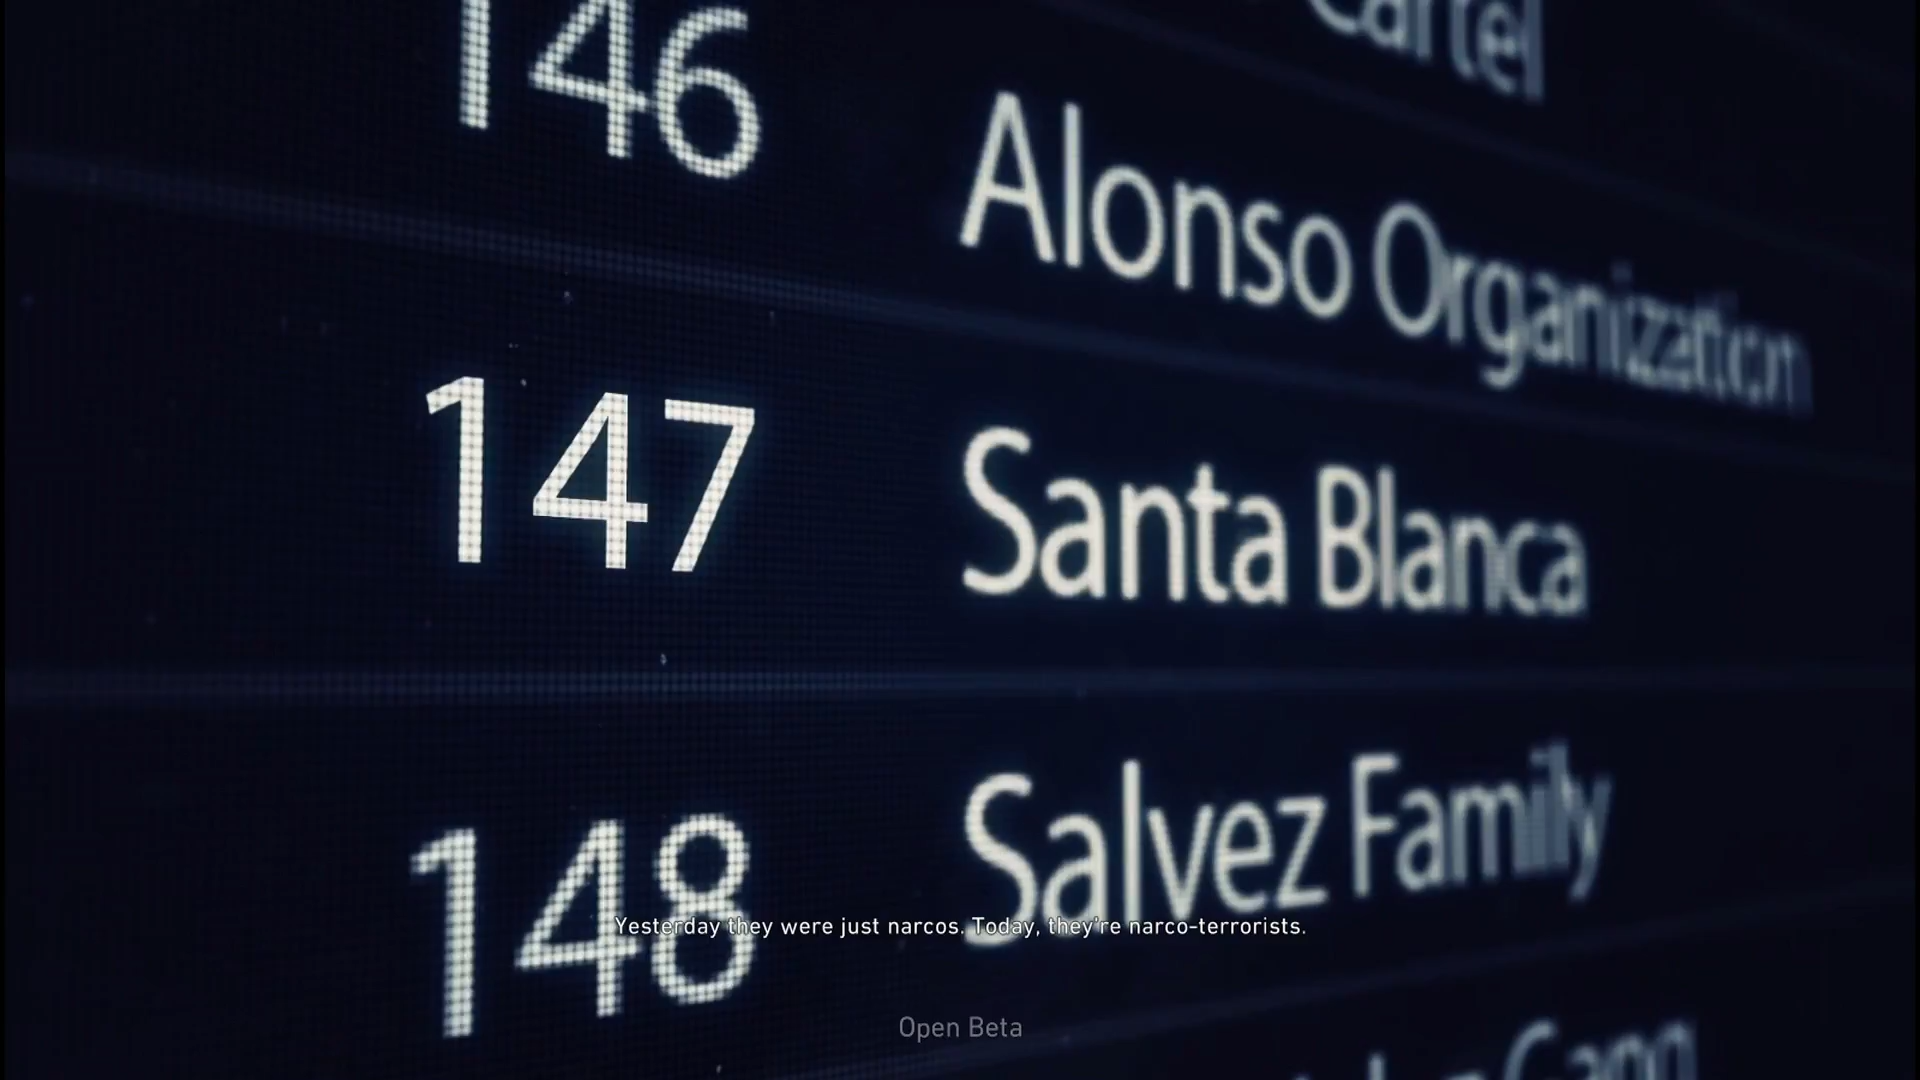 Cartel
146 Alonso Organization
147 Santa Blanca
148 Salvez Family
Yesterday they were just narcos. Today, they're narco-terrorists.
Open Beta